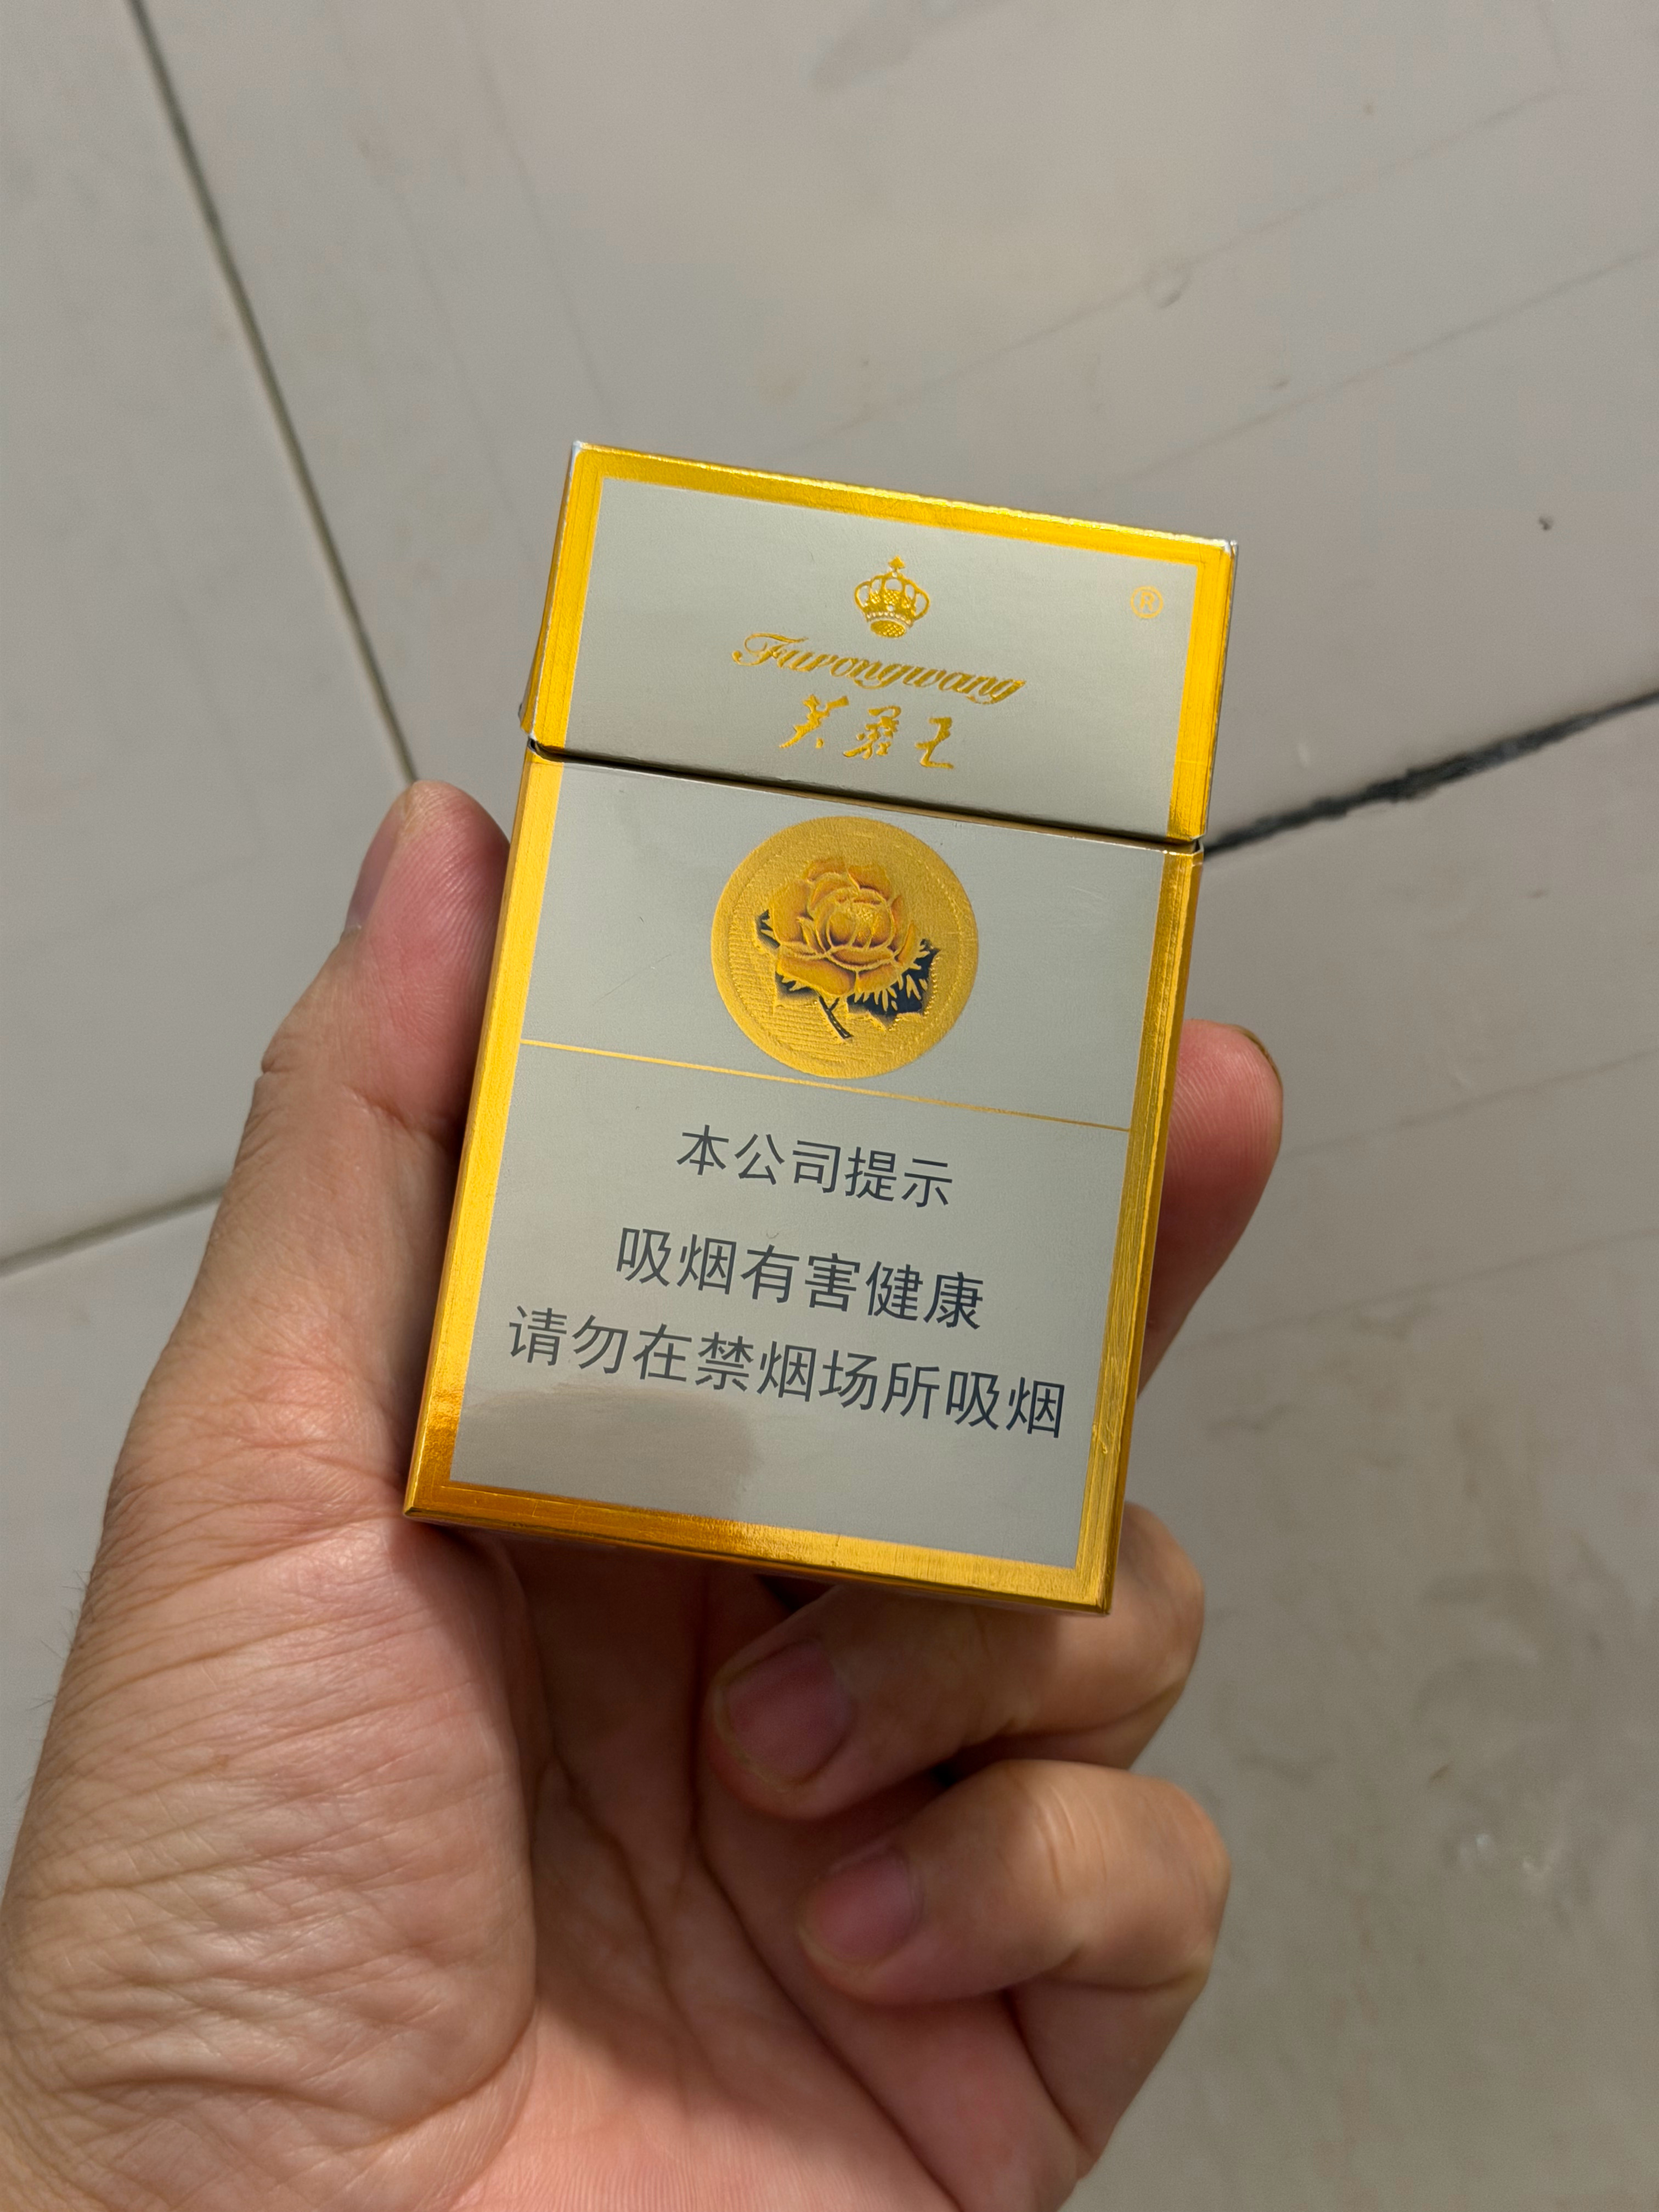 ®
Furongwang
芙蓉王
本公司提示
吸烟有害健康
请勿在禁烟场所吸烟